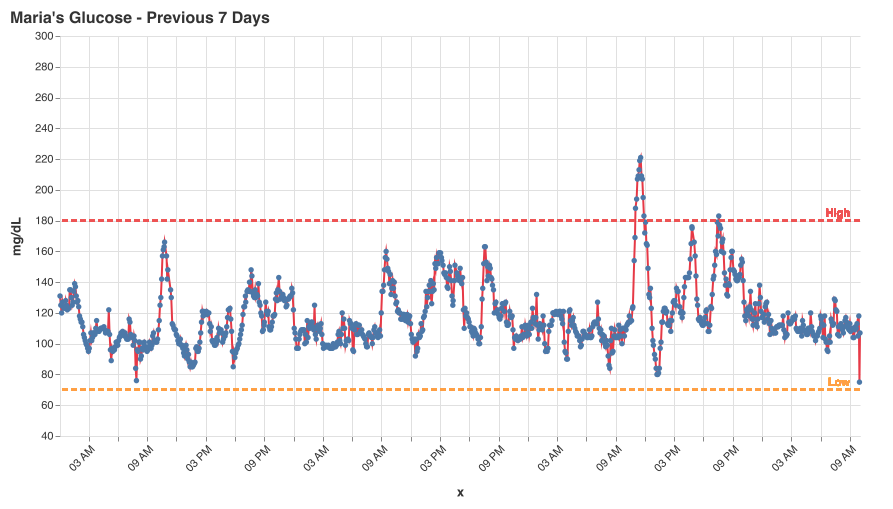 Maria's Glucose - Previous 7 Days
300
280
260
240
220
200
180
160
140
120
100
80
60
40
mg/dL
High
Low
03 AM
09 AM
03 PM
09 PM
03 AM
09 AM
03 PM
09 PM
03 AM
09 AM
03 PM
09 PM
03 AM
09 AM
x